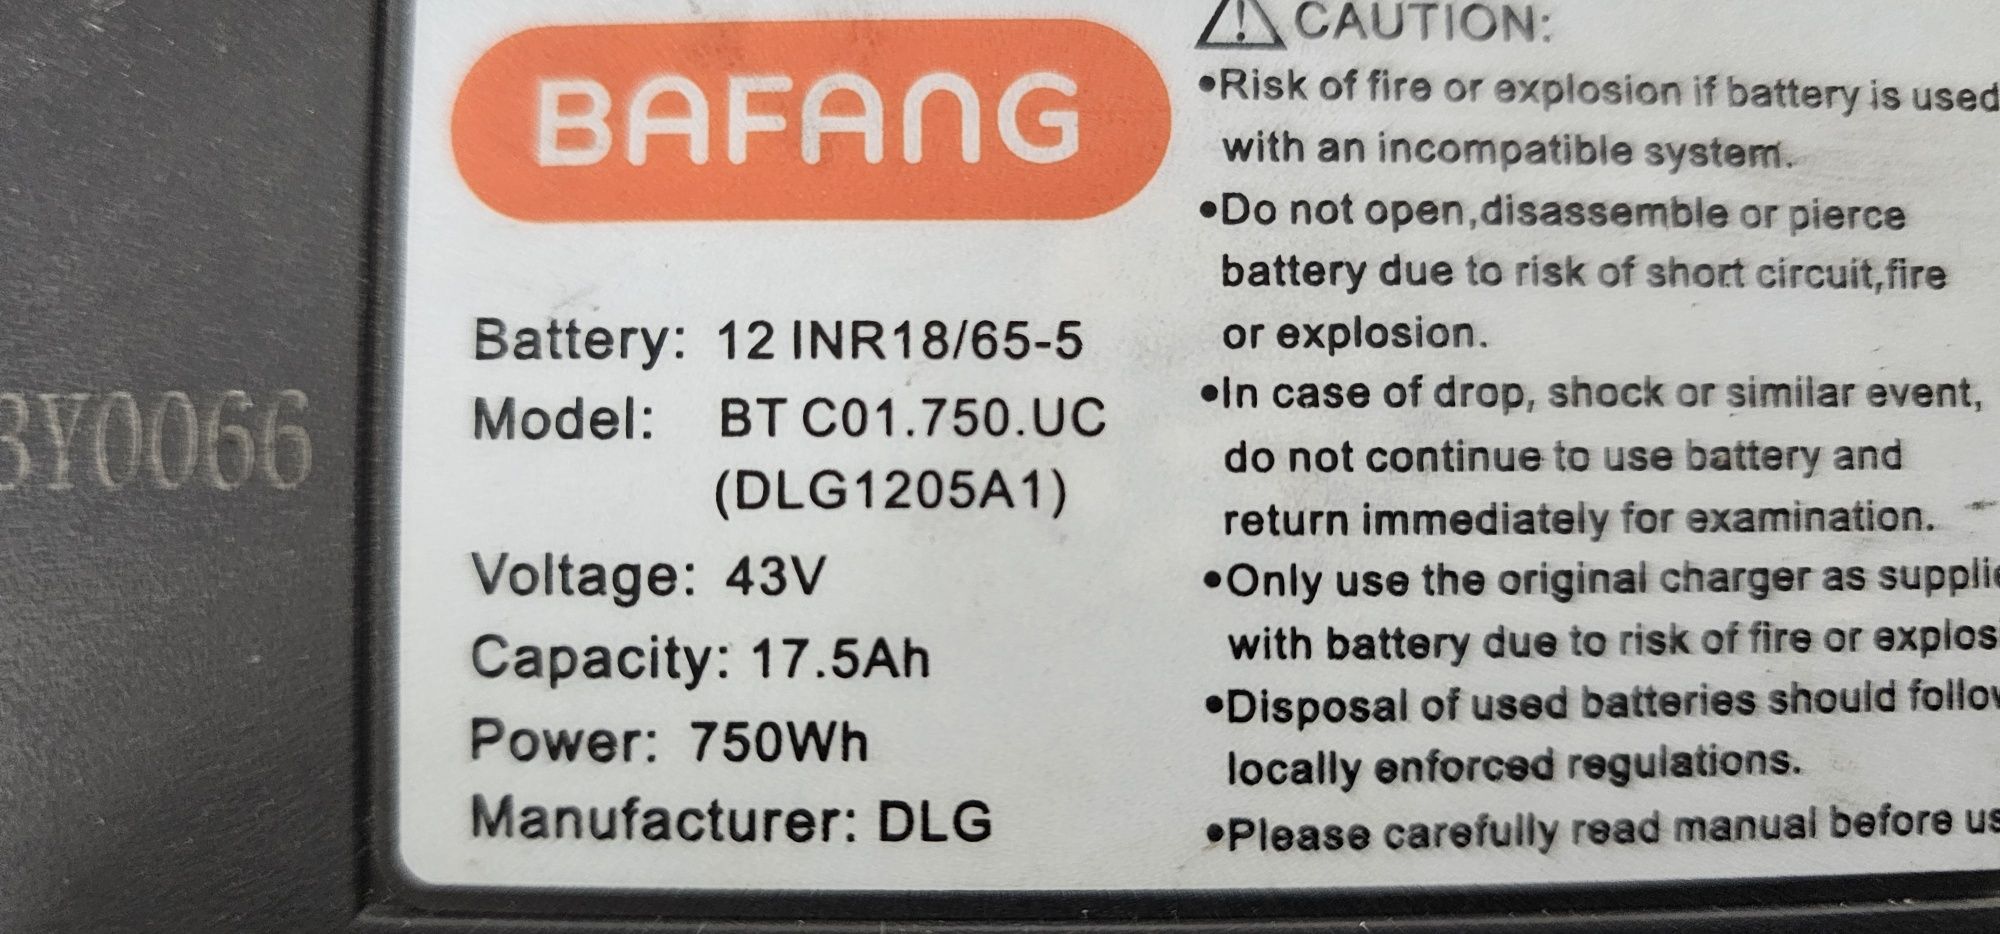 BAFANG
Battery: 12 INR18/65-5
Model: BT C01.750.UC
(DLG1205A1)
Voltage: 43V
Capacity: 17.5Ah
Power: 750Wh
Manufacturer: DLG
CAUTION:
•Risk of fire or explosion if battery is used
with an incompatible system.
•Do not open,disassemble or pierce
battery due to risk of short circuit,fire
or explosion.
•In case of drop, shock or similar event,
do not continue to use battery and
return immediately for examination.
•Only use the original charger as
with battery due to risk of fire or
•Disposal of used batteries should
locally enforced regulations.
•Please carefully read manual before
Y0066